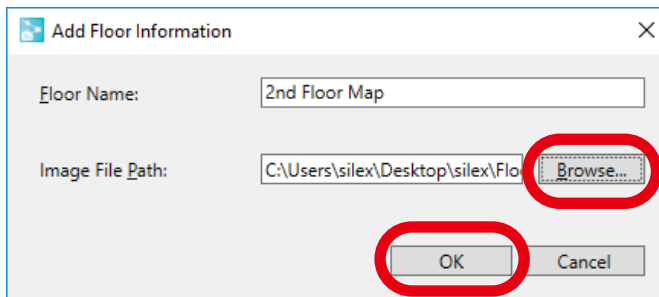 Add Floor Information
Floor Name: 2nd Floor Map
Image File Path: C:\Users\silex\Desktop\silex\Flo Browse...
OK Cancel